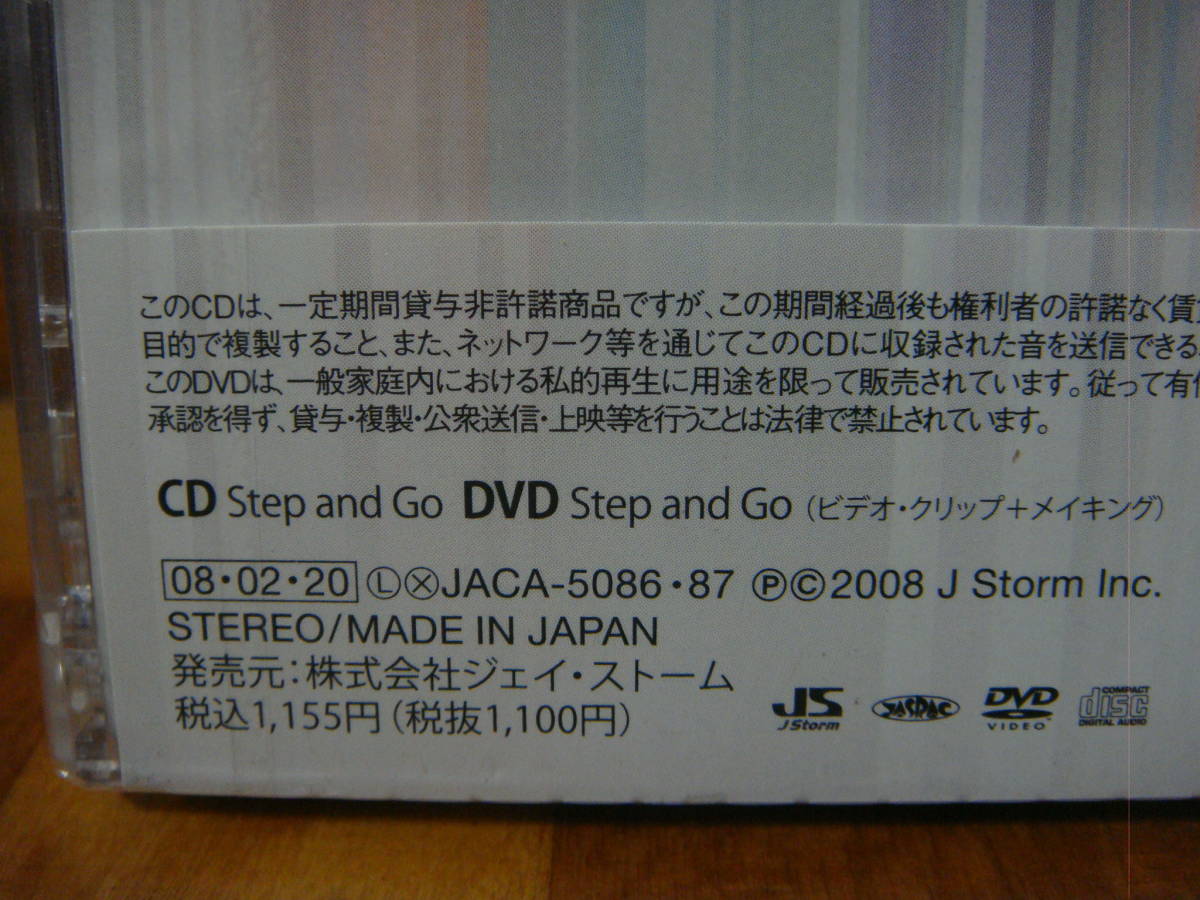 このCDは、一定期間貸与非許諾商品ですが、この期間経過後も権利者の許諾なく賃
目的で複製すること、また、ネットワーク等を通じてこのCDに収録された音を送信できる
このDVDは、一般家庭内における私的再生に用途を限って販売されています。従って有
承認を得ず、貸与・複製・公衆送信・上映等を行うことは法律で禁止されています。
CD Step and Go DVD Step and Go (ビデオ・クリップ+メイキング)
08・02・20 ⓁⓍJACA-5086・87 ℗©2008 J Storm Inc.
STEREO/MADE IN JAPAN
発売元:株式会社ジェイ・ストーム
税込1,155円(税抜1,100円)
JS J Storm JASRAC DVD VIDEO COMPACT disc DIGITAL AUDIO